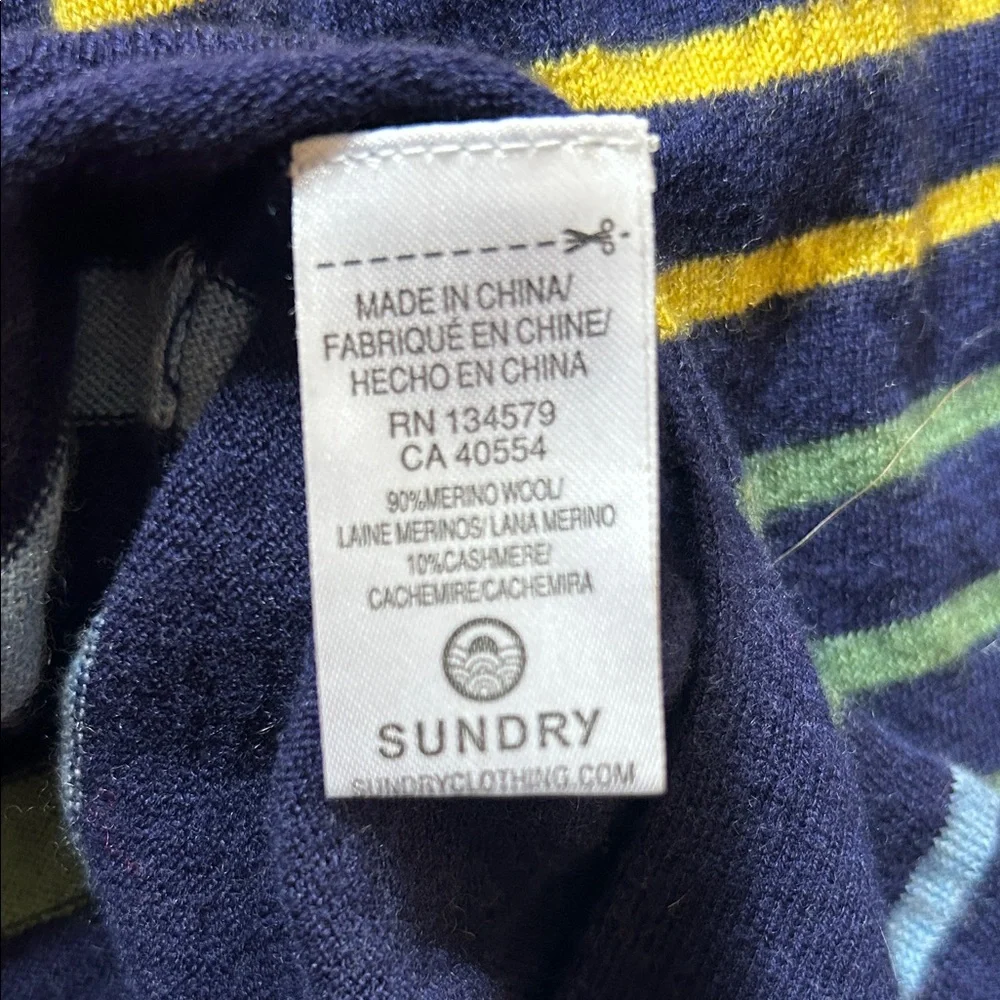 MADE IN CHINA/
FABRIQUÉ EN CHINE/
HECHO EN CHINA
RN 134579
CA 40554
90%MERINO WOOL/
LAINE MERINOS/LANA MERINO
10%CASHMERE/
CACHEMIRE/CACHEMIRA
SUNDRY
SUNDRYCLOTHING.COM